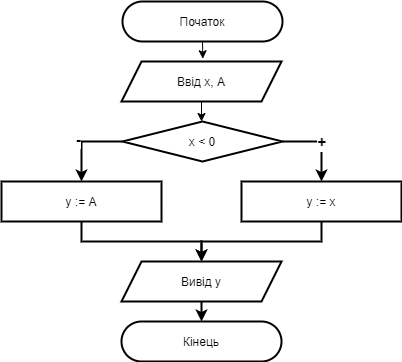 Початок
Ввід x, A
x < 0
-
+
y := A
y := x
Вивід y
Кінець